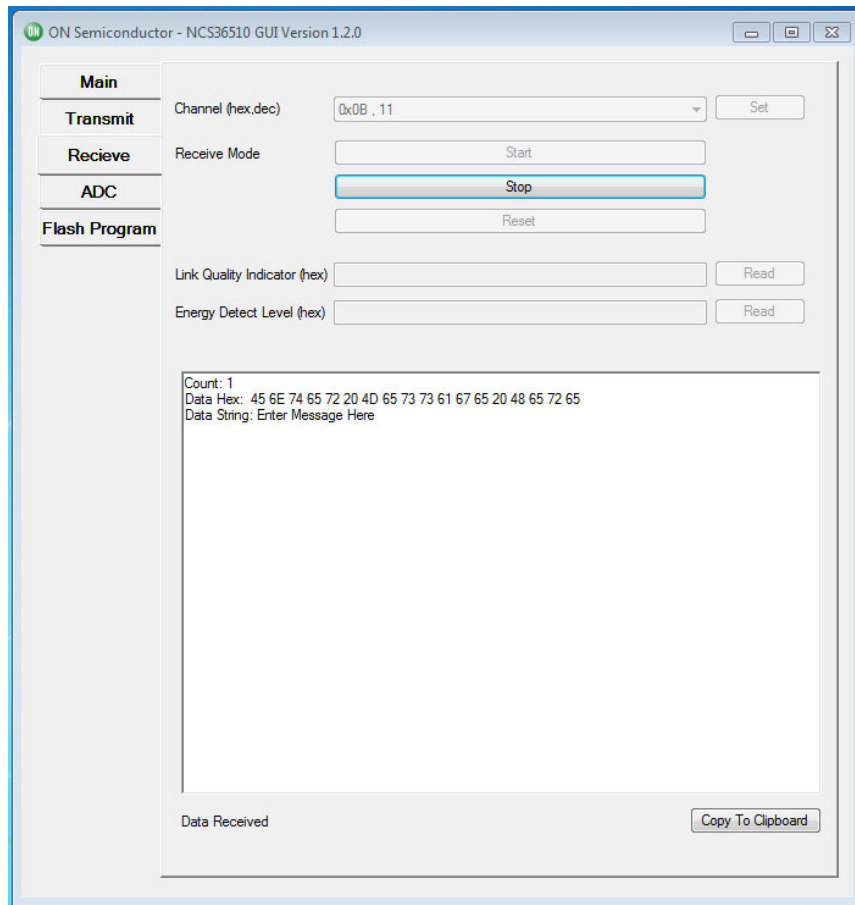 ON Semiconductor - NCS36510 GUI Version 1.2.0
Main
Transmit
Recieve
ADC
Flash Program
Channel (hex,dec)
0x0B , 11
Set
Receive Mode
Start
Stop
Reset
Link Quality Indicator (hex)
Read
Energy Detect Level (hex)
Read
Count: 1
Data Hex:  45 6E 74 65 72 20 4D 65 73 73 61 67 65 20 48 65 72 65
Data String: Enter Message Here
Data Received
Copy To Clipboard